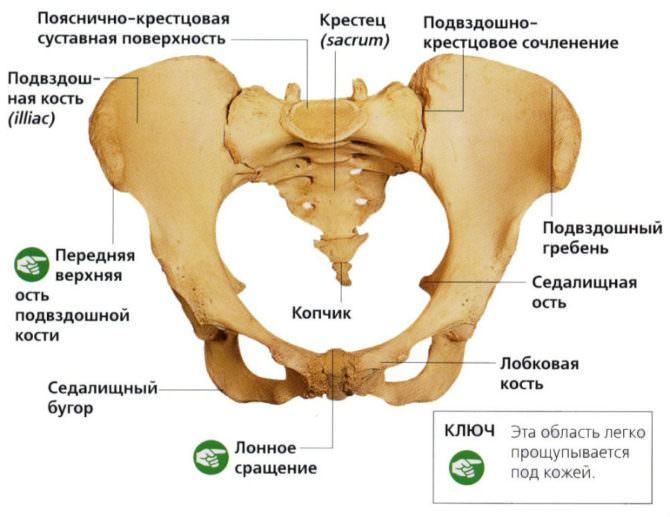 Пояснично-крестцовая
суставная поверхность
Крестец
(sacrum)
Подвздошно-
крестцовое сочленение
Подвздош-
ная кость
(illiac)
Подвздошный
гребень
Передняя
верхняя
ость
подвздошной
кости
Седалищная
ость
Копчик
Лобковая
кость
Седалищный
бугор
Лонное
сращение
КЛЮЧ Эта область легко
прощупывается
под кожей.